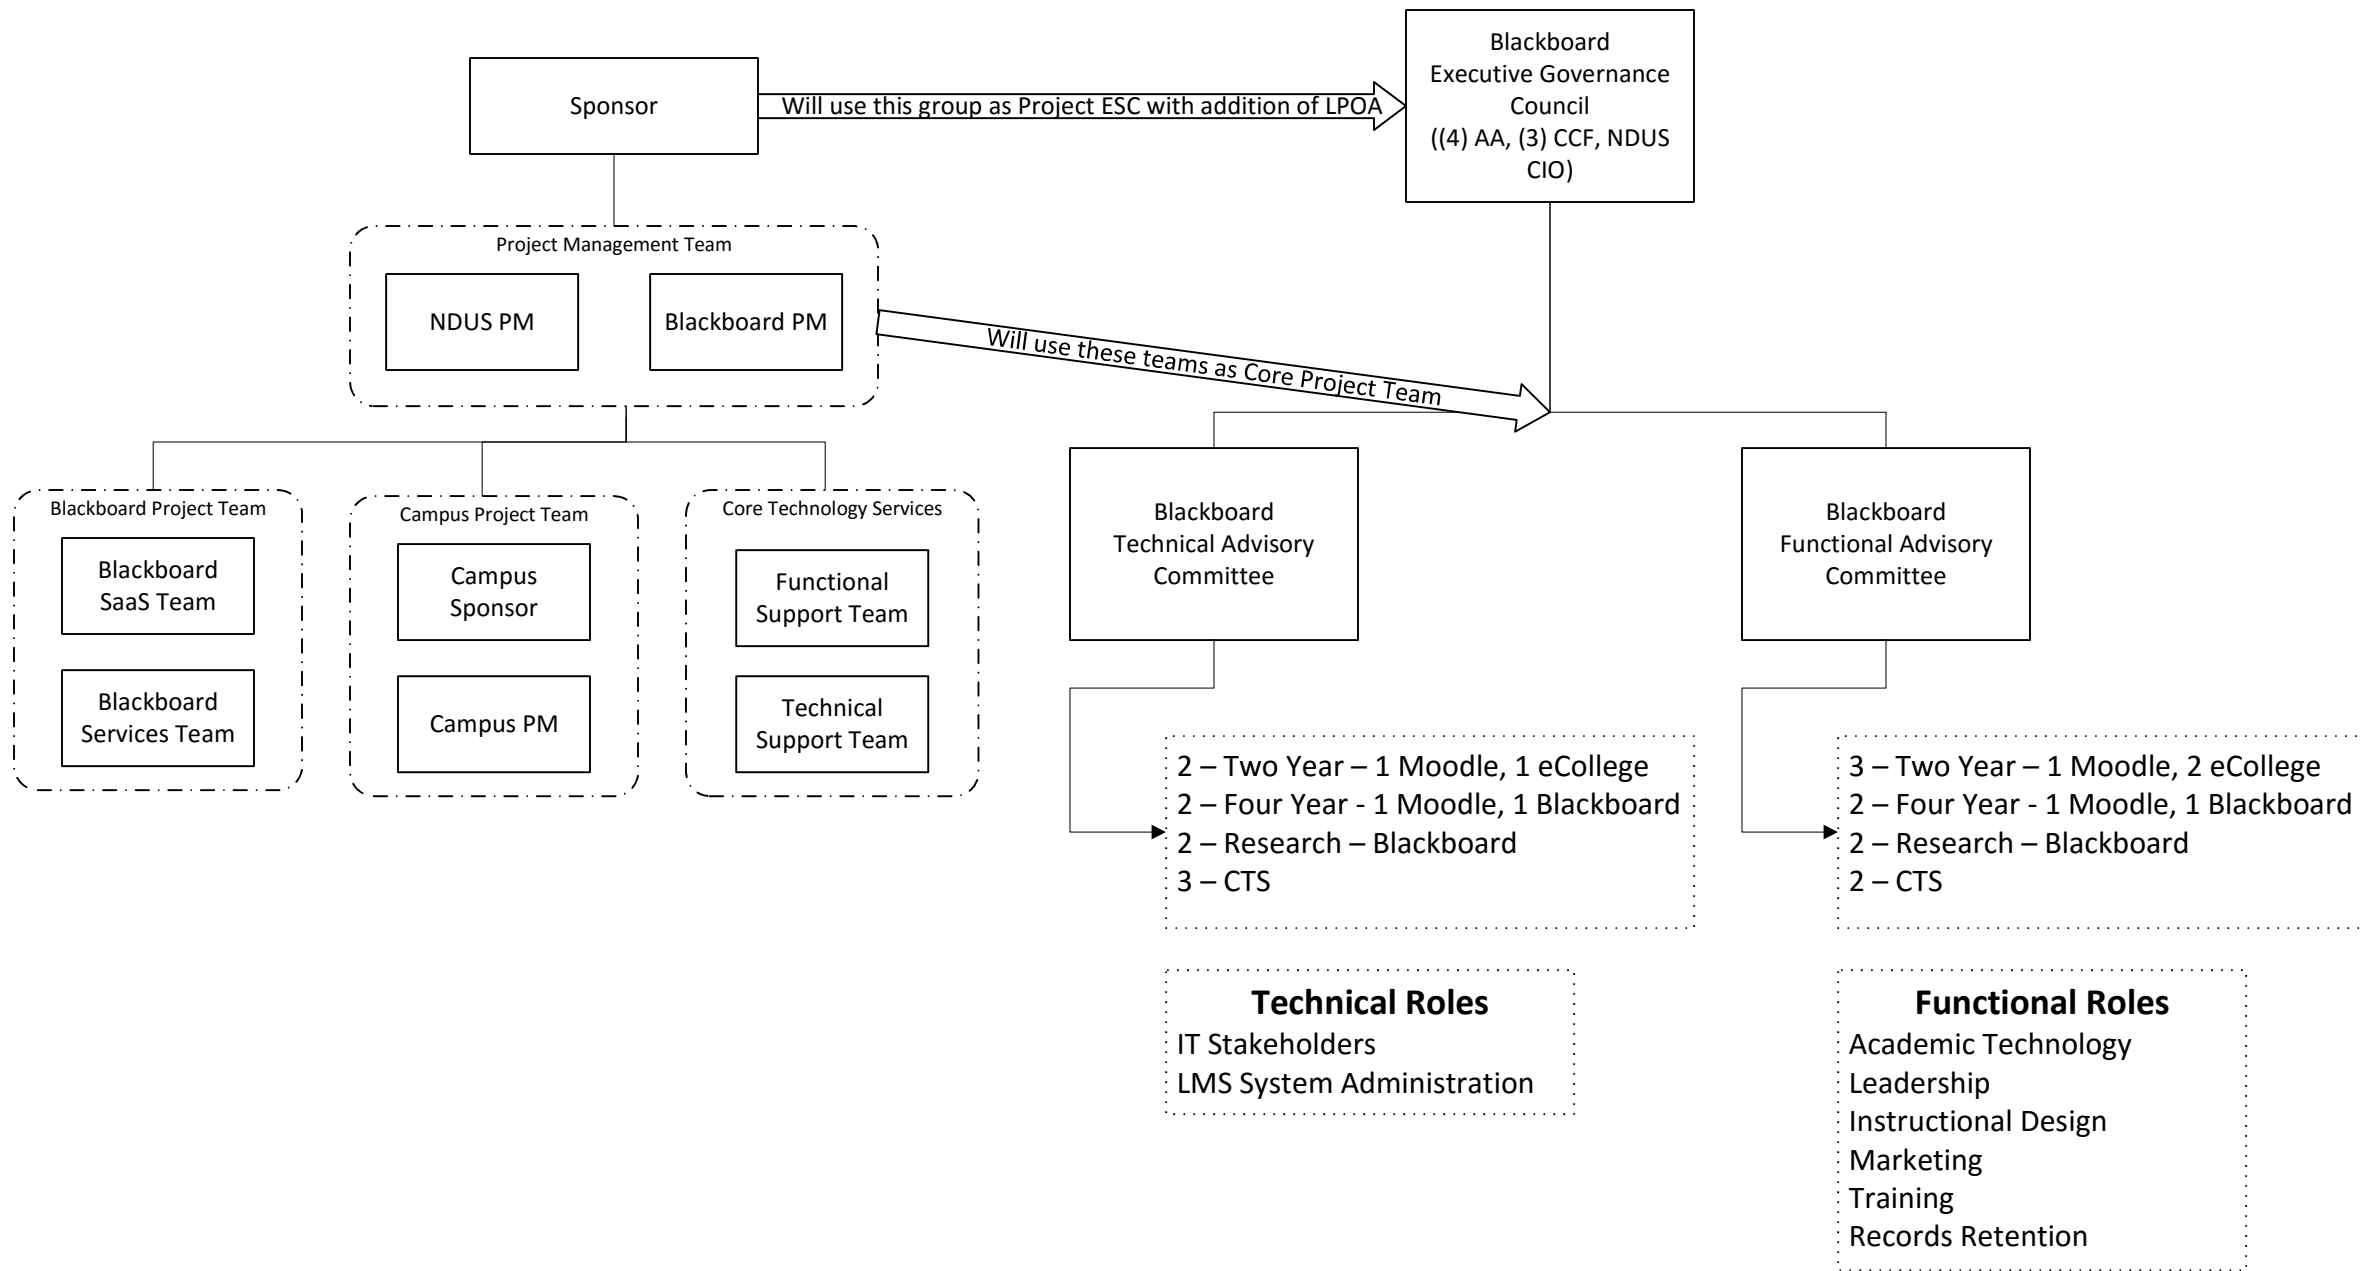 Sponsor
Will use this group as Project ESC with addition of LPOA
Blackboard
Executive Governance
Council
((4) AA, (3) CCF, NDUS
CIO)
Project Management Team
NDUS PM
Blackboard PM
Will use these teams as Core Project Team
Blackboard Project Team
Blackboard
SaaS Team
Blackboard
Services Team
Campus Project Team
Campus
Sponsor
Campus PM
Core Technology Services
Functional
Support Team
Technical
Support Team
Blackboard
Technical Advisory
Committee
Blackboard
Functional Advisory
Committee
2 – Two Year – 1 Moodle, 1 eCollege
2 – Four Year - 1 Moodle, 1 Blackboard
2 – Research – Blackboard
3 – CTS
3 – Two Year – 1 Moodle, 2 eCollege
2 – Four Year - 1 Moodle, 1 Blackboard
2 – Research – Blackboard
2 – CTS
Technical Roles
IT Stakeholders
LMS System Administration
Functional Roles
Academic Technology
Leadership
Instructional Design
Marketing
Training
Records Retention